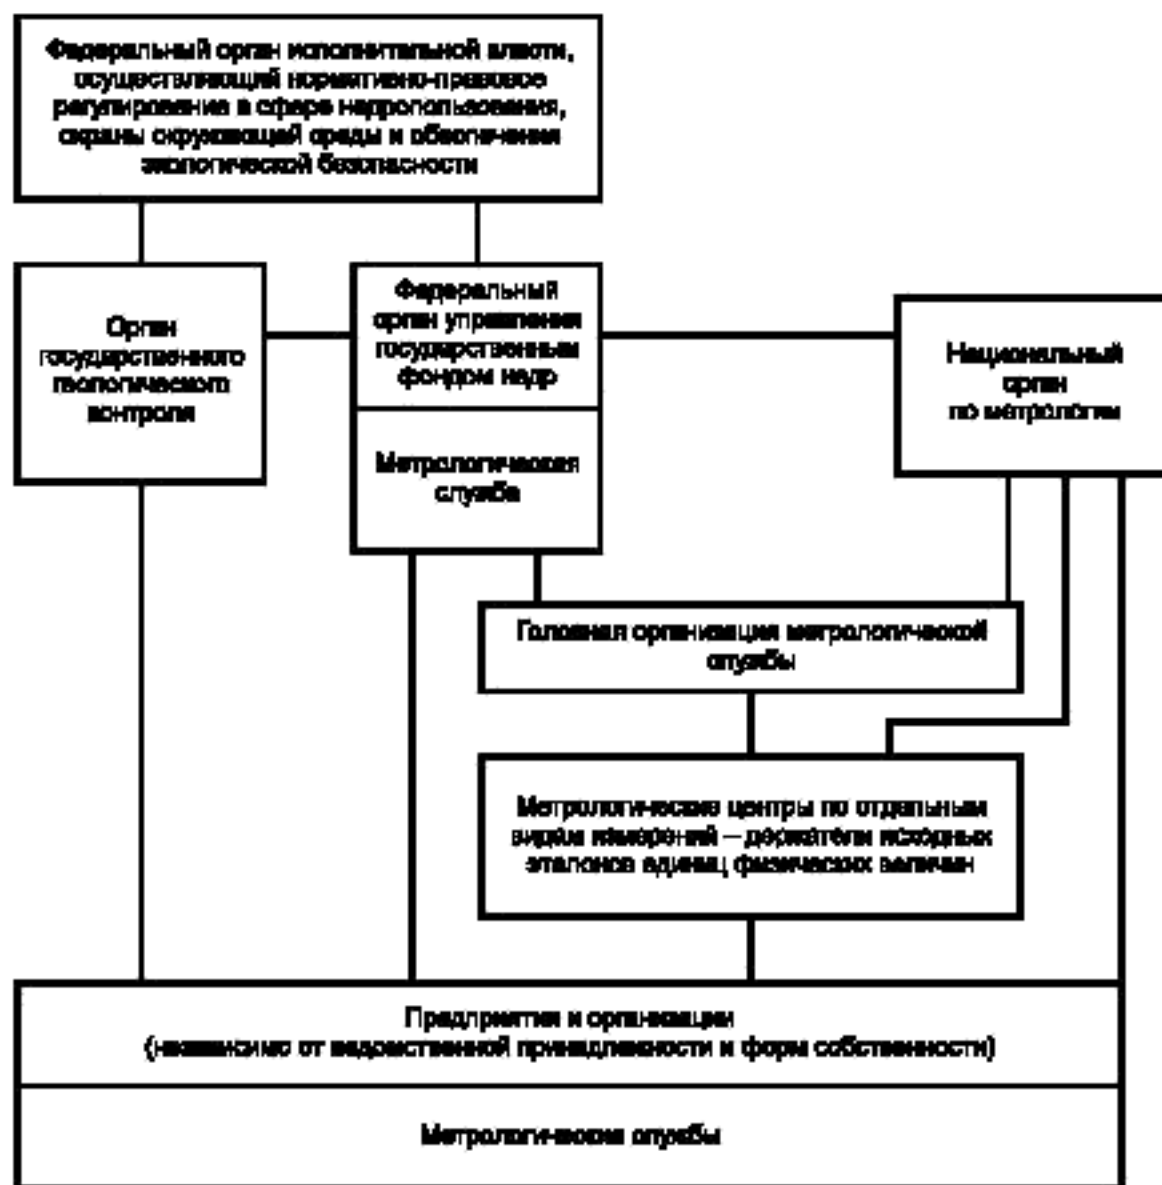 Федеральный орган исполнительной власти,
осуществляющий нормативно-правовое
регулирование в сфере недропользования,
охраны окружающей среды и обеспечения
экологической безопасности
Орган
государственного
геологического
контроля
Федеральный
орган управления
государственным
фондом недр
Метрологическая
служба
Национальный
орган
по метрологии
Головная организация метрологической
службы
Метрологические центры по отдельным
видам измерений – держатели исходных
эталонов единиц физических величин
Предприятия и организации
(независимо от ведомственной принадлежности и форм собственности)
Метрологические службы